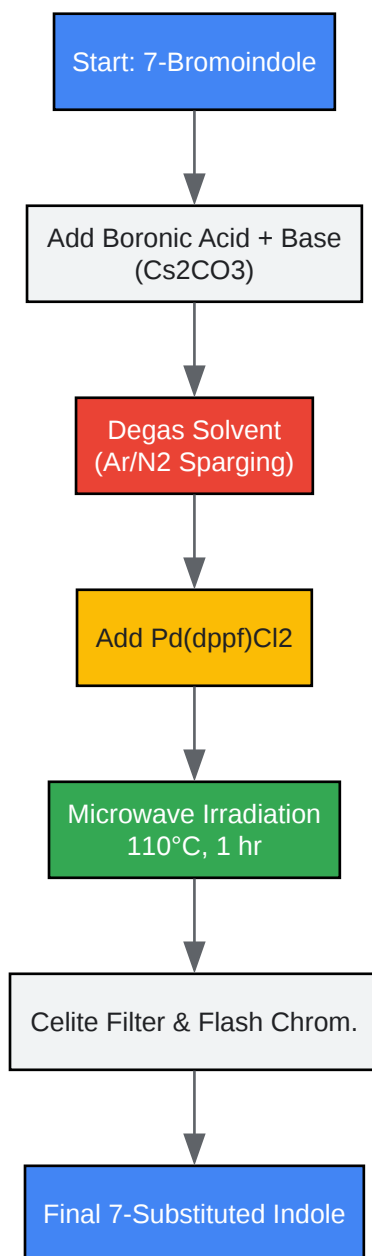 Start: 7-Bromoindole
Add Boronic Acid + Base
(Cs2CO3)
Degas Solvent
(Ar/N2 Sparging)
Add Pd(dppf)Cl2
Microwave Irradiation
110°C, 1 hr
Celite Filter & Flash Chrom.
Final 7-Substituted Indole